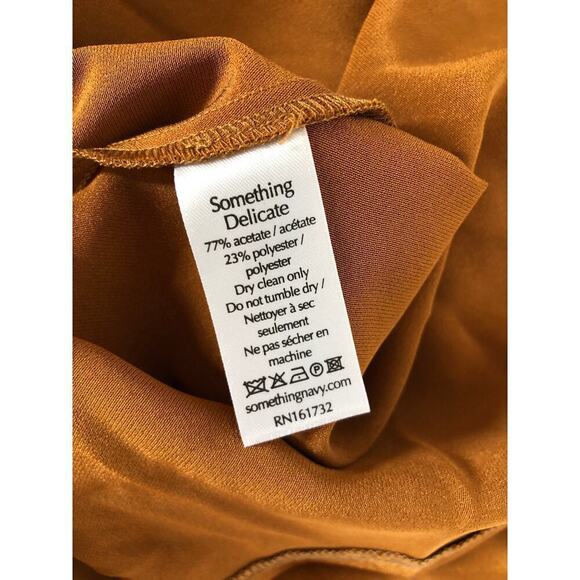 Something
Delicate
77% acetate / acétate
23% polyester /
polyester
Dry clean only
Do not tumble dry /
Nettoyer à sec
seulement
Ne pas sécher en
machine
P
somethingnavy.com
RN161732